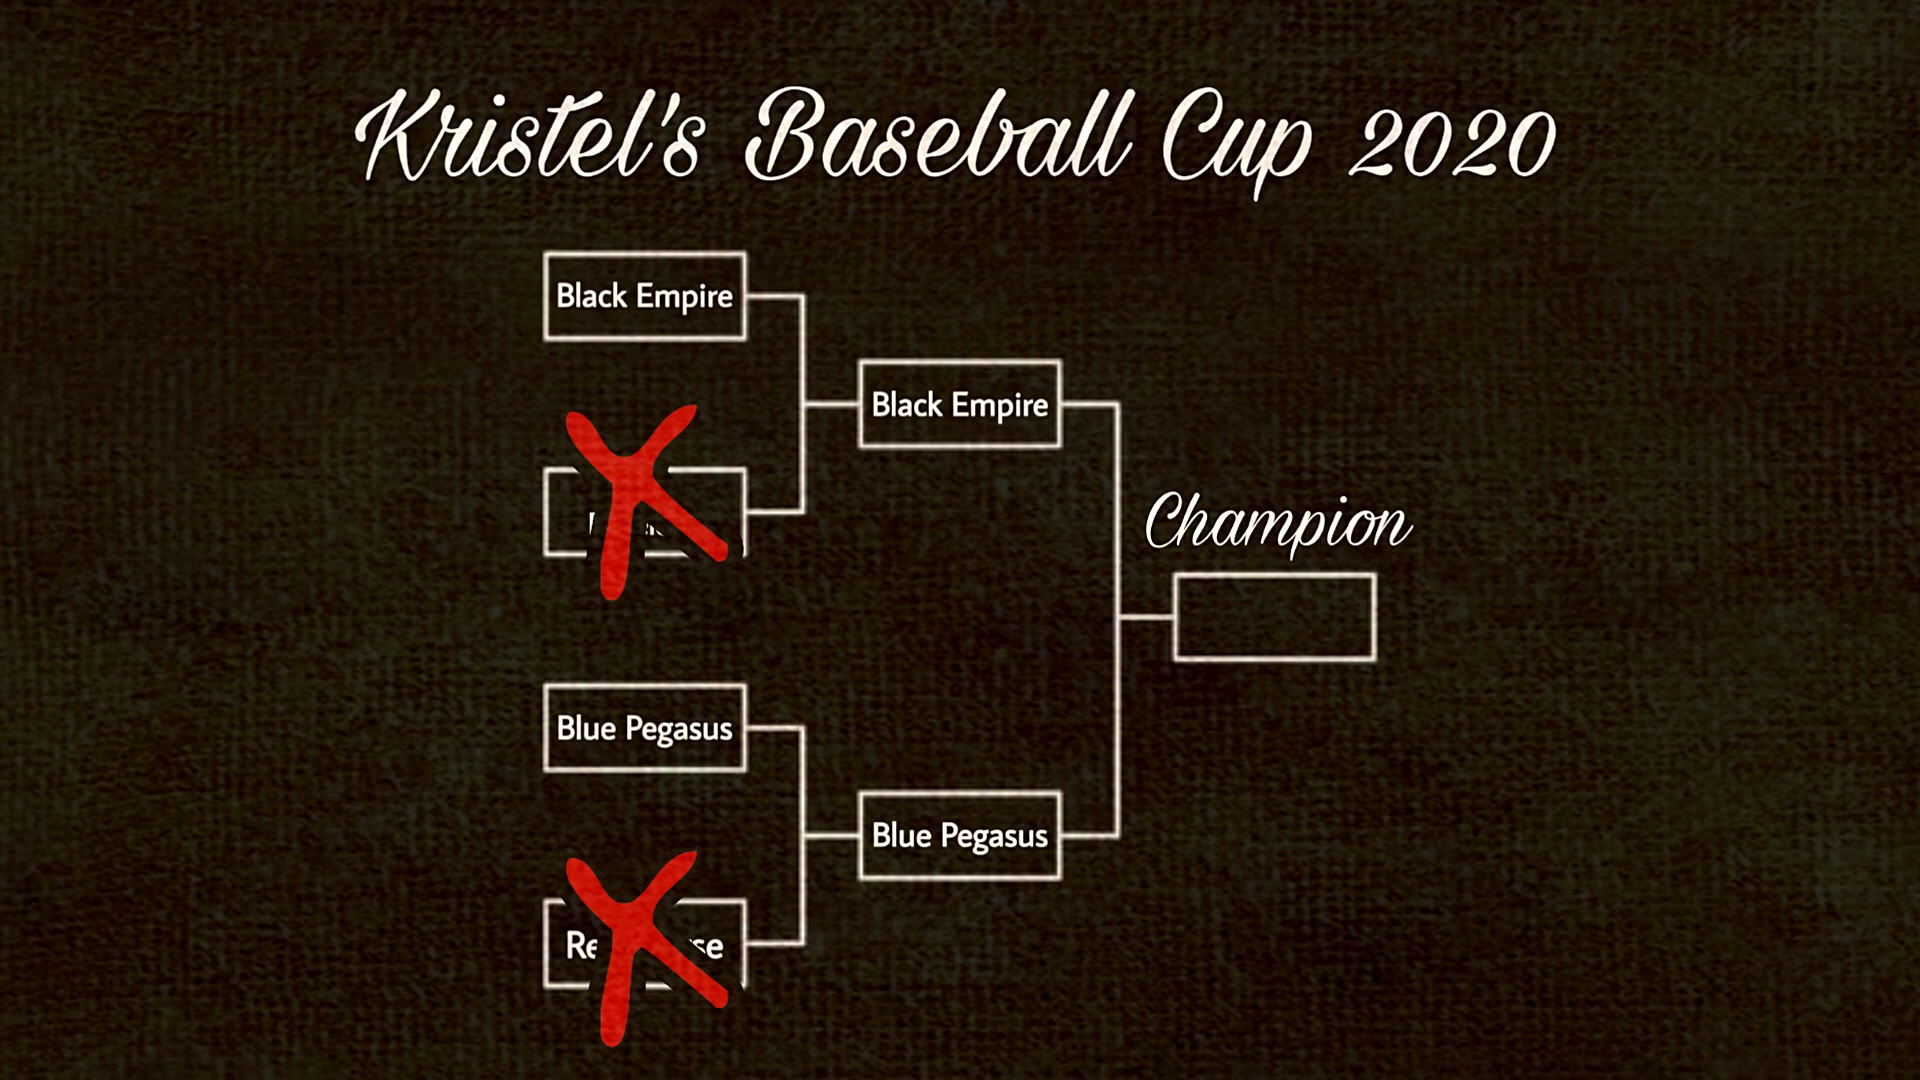 Kristel's Baseball Cup 2020
Black Empire
Black Empire
Champion
Blue Pegasus
Blue Pegasus